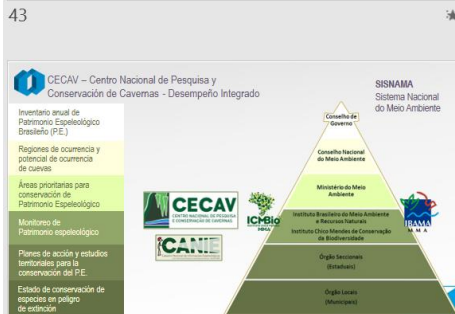 43
CECAV – Centro Nacional de Pesquisa y
Conservación de Cavernas - Desempeño Integrado
SISNAMA
Sistema Nacional
do Meio Ambiente
Inventario anual de
Patrimonio Espeleológico
Brasileño (P.E.)
Regiones de ocurrencia y
potencial de ocurrencia
de cuevas
Áreas prioritarias para
conservación de
Patrimonio Espeleológico
Monitoreo de
Patrimonio espeleológico
Planes de acción y estudios
territoriales para la
conservación del P.E.
Estado de conservación de
especies en peligro
de extinción
CECAV
CENTRO NACIONAL DE PESQUISA
E CONSERVAÇÃO DE CAVERNAS
CANIE
ICMBio
MMA
Conselho de
Governo
Conselho Nacional
do Meio Ambiente
Ministério do Meio
Ambiente
Instituto Brasileiro do Meio Ambiente
e Recursos Naturais
Instituto Chico Mendes de Conservação
da Biodiversidade
Órgão Seccionais
(Estaduais)
Órgão Locais
(Municipais)
IBAMA
M M A